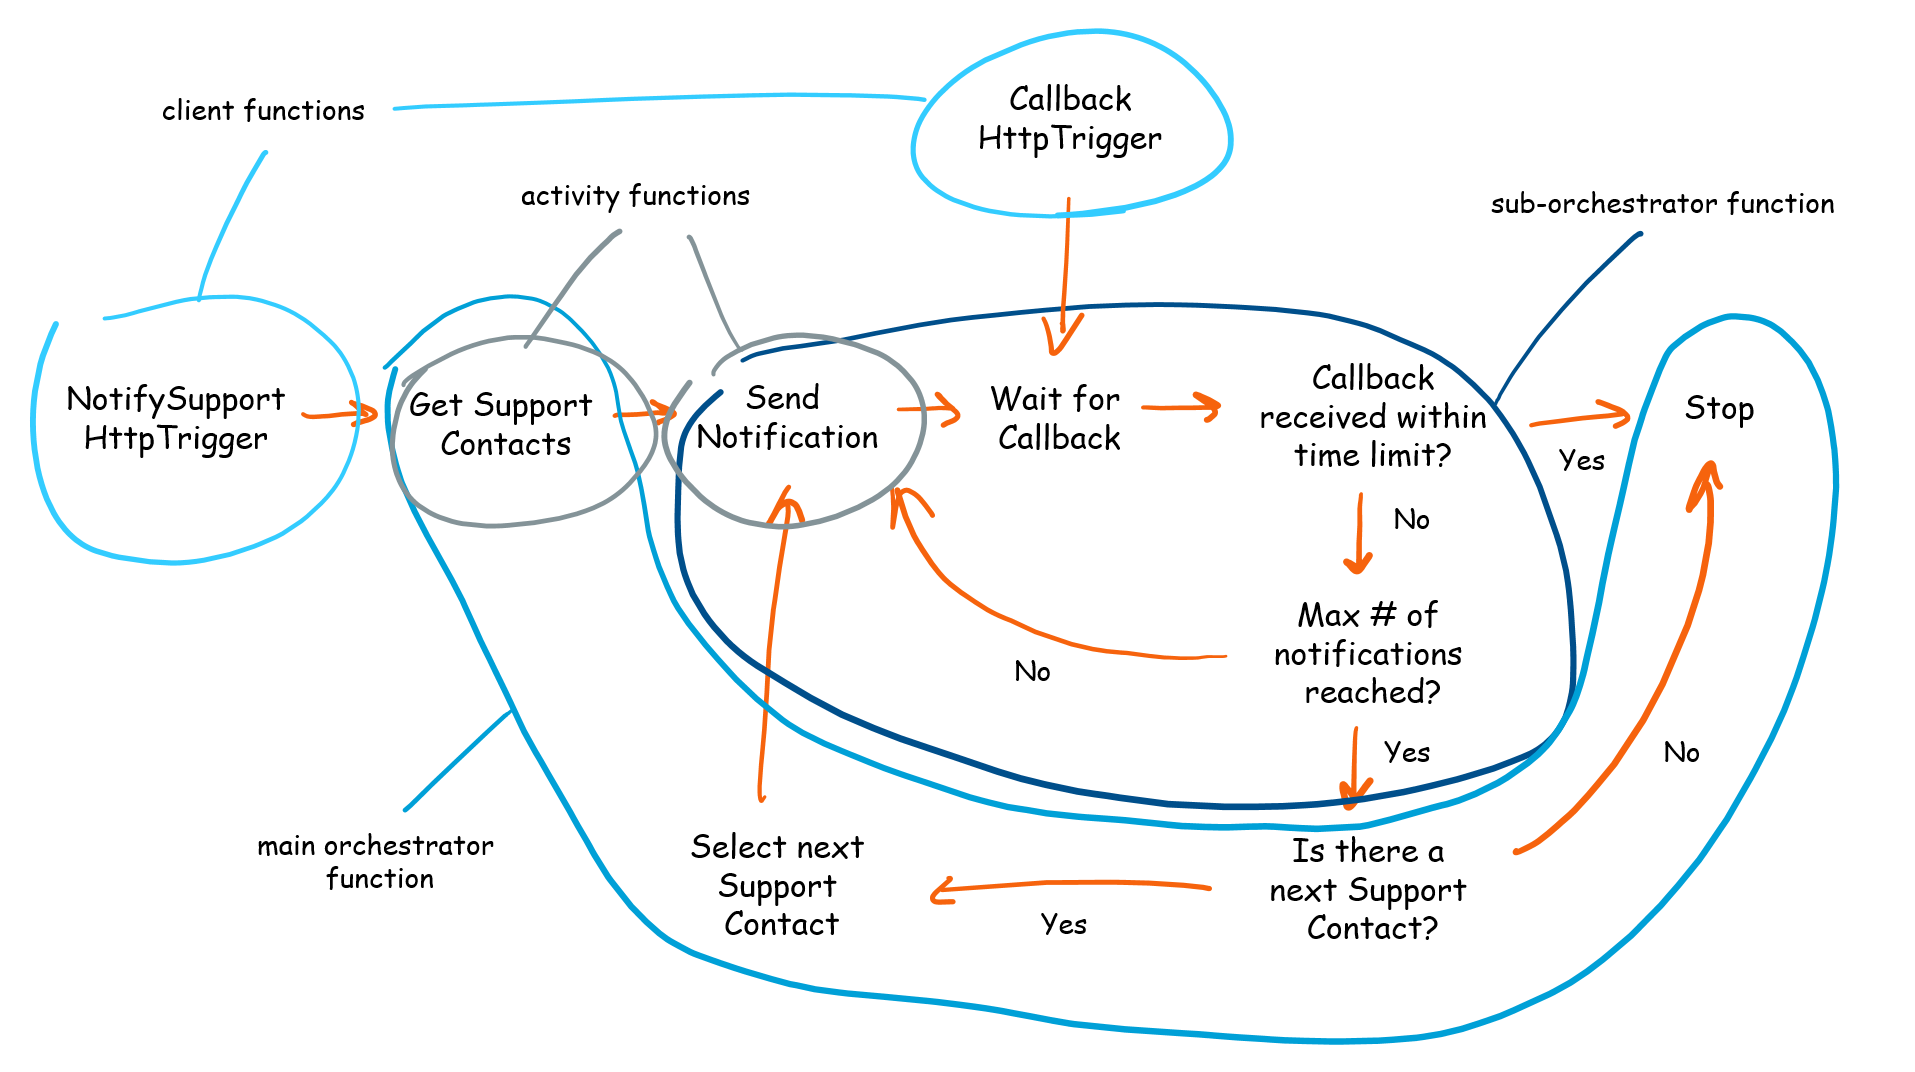 client functions
Callback
HttpTrigger
activity functions
sub-orchestrator function
NotifySupport
HttpTrigger
Get Support
Contacts
Send
Notification
Wait for
Callback
Callback
received within
time limit?
Yes
Stop
No
Max # of
notifications
reached?
No
Yes
No
main orchestrator
function
Select next
Support
Contact
Yes
Is there a
next Support
Contact?